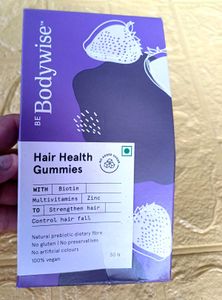 BE Bodywise™
Hair Health
Gummies
WITH Biotin
Multivitamins Zinc
TO Strengthen hair
Control hair fall
Natural prebiotic dietary fibre
No gluten | No preservatives
No artificial colours
100% vegan